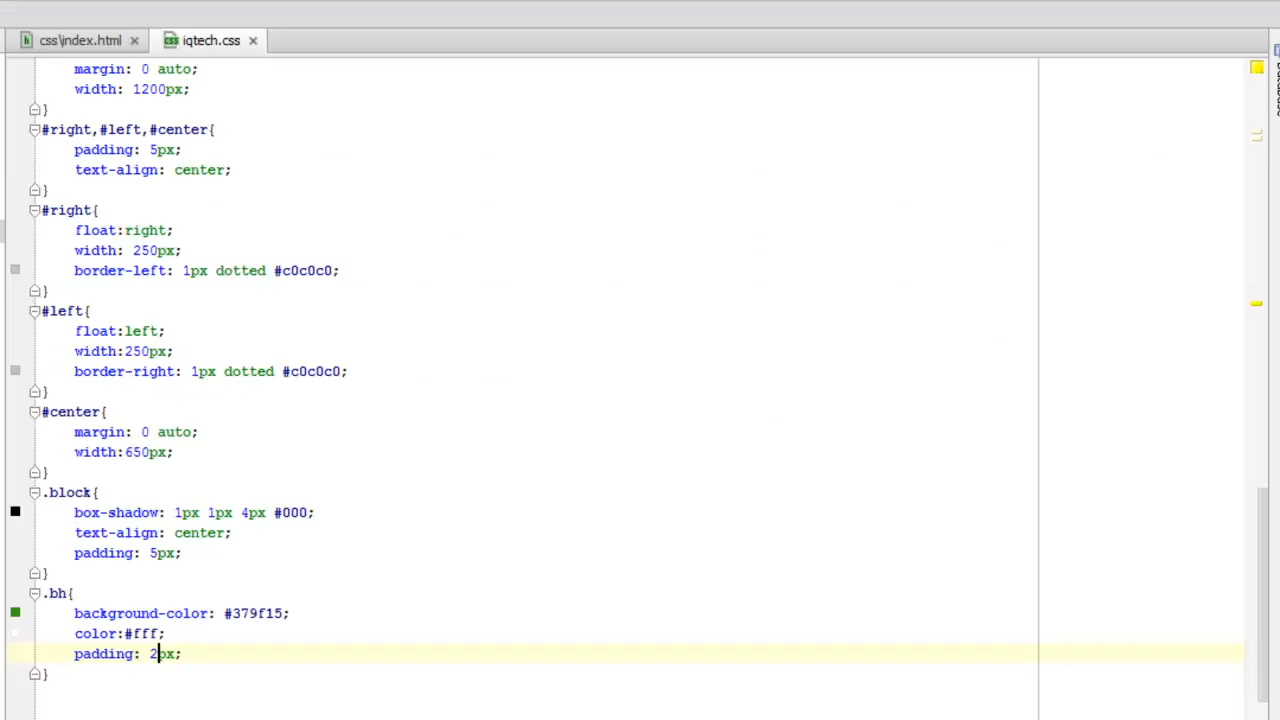 css\index.html
iqtech.css
margin: 0 auto;
width: 1200px;
}
#right,#left,#center{
padding: 5px;
text-align: center;
}
#right{
float:right;
width: 250px;
border-left: 1px dotted #c0c0c0;
}
#left{
float:left;
width:250px;
border-right: 1px dotted #c0c0c0;
}
#center{
margin: 0 auto;
width:650px;
}
.block{
box-shadow: 1px 1px 4px #000;
text-align: center;
padding: 5px;
}
.bh{
background-color: #379f15;
color:#fff;
padding: 2px;
}
Database